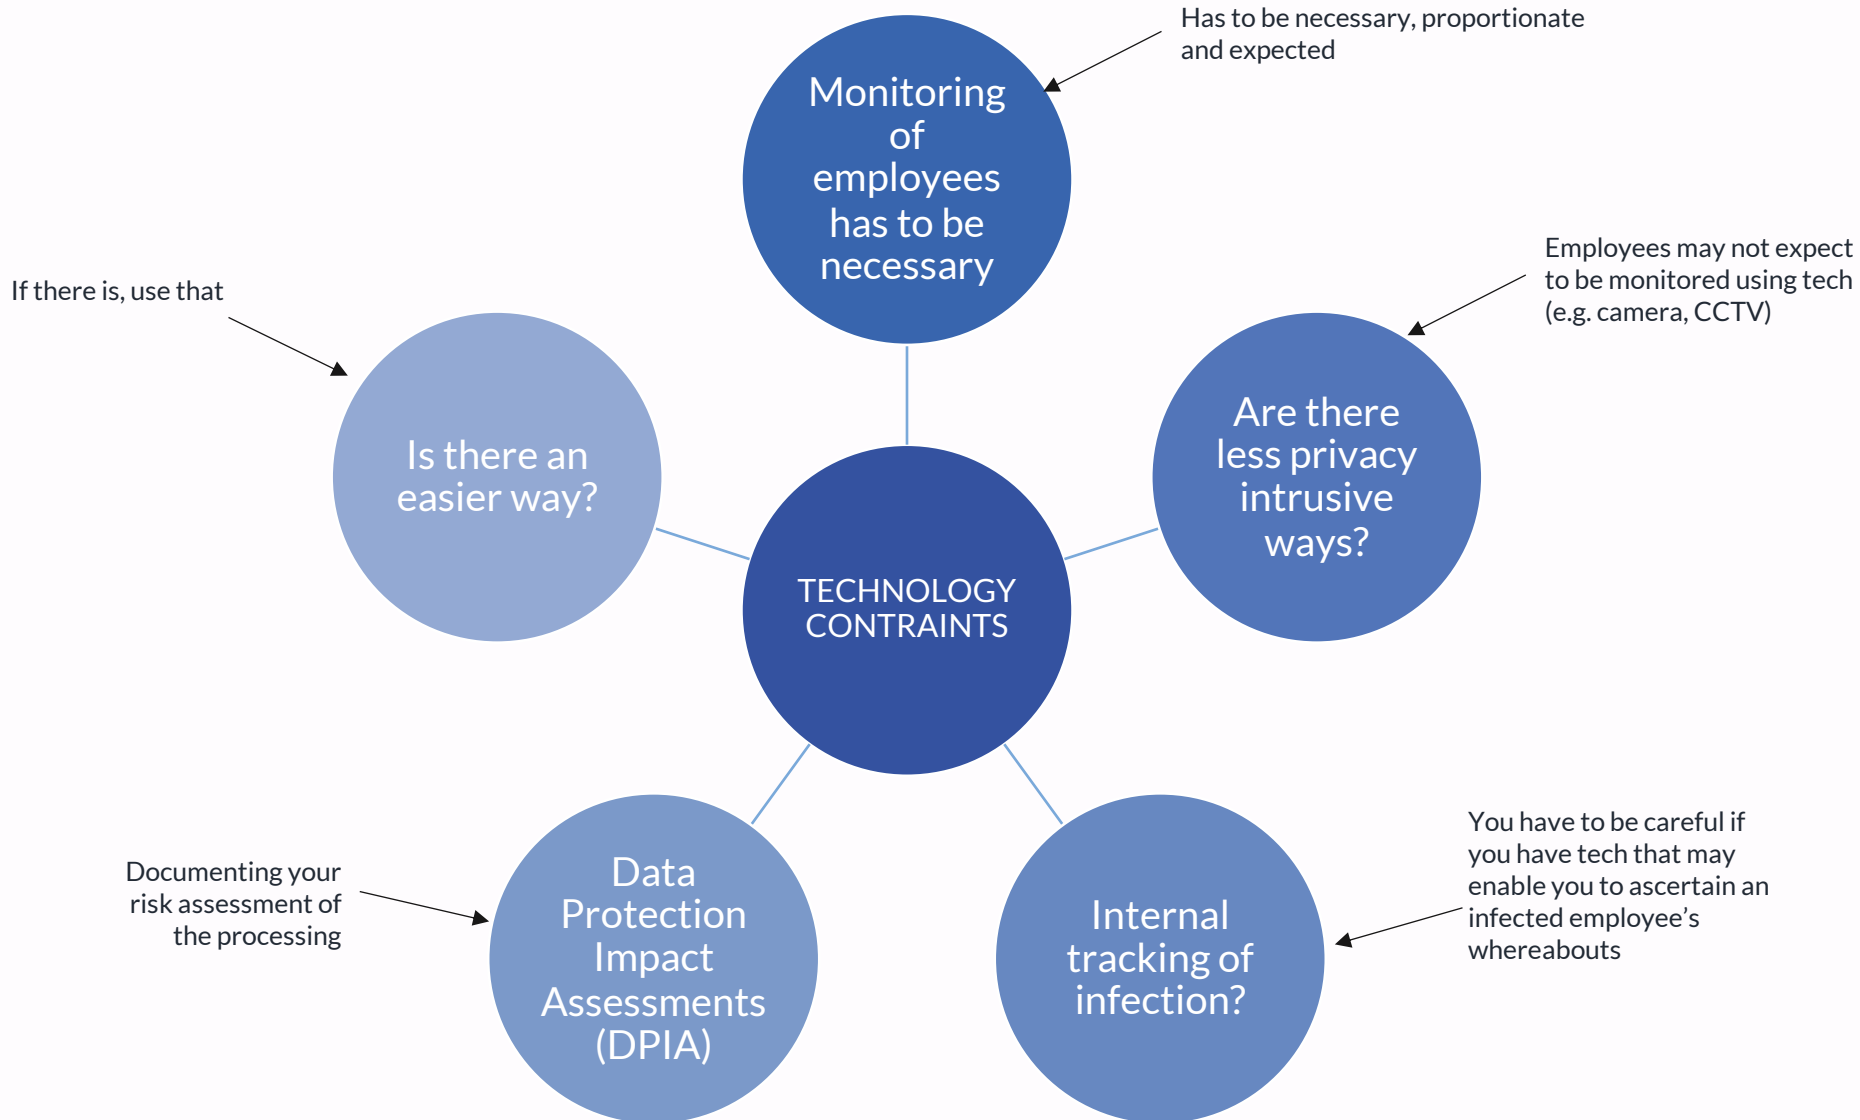 Has to be necessary, proportionate
and expected
Monitoring
of
employees
has to be
necessary
Employees may not expect
to be monitored using tech
(e.g. camera, CCTV)
If there is, use that
Are there
less privacy
intrusive
ways?
Is there an
easier way?
TECHNOLOGY
CONTRAINTS
You have to be careful if
you have tech that may
enable you to ascertain an
infected employee’s
whereabouts
Documenting your
risk assessment of
the processing
Data
Protection
Impact
Assessments
(DPIA)
Internal
tracking of
infection?